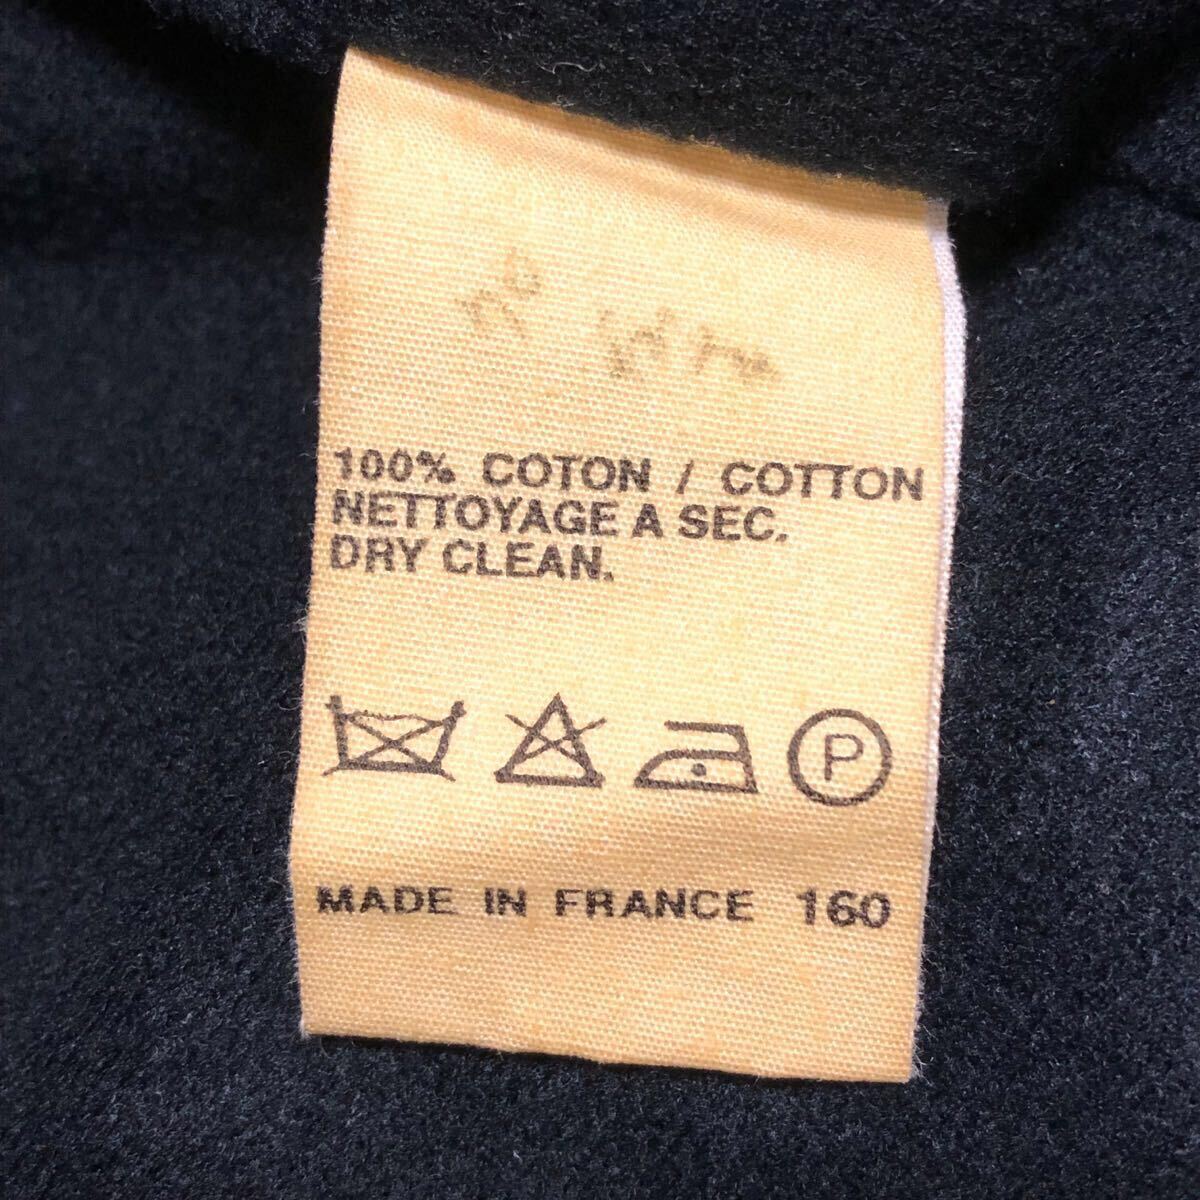 100% COTON / COTTON
NETTOYAGE A SEC.
DRY CLEAN.
P
MADE IN FRANCE 160